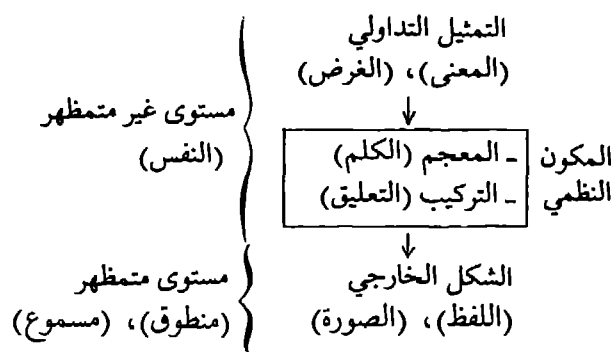 التمثيل التداولي
(المعنى)، (الغرض)
مستوى غير متمظهر
(النفس)
المكون
النظمي
ـ المعجم (الكلم)
ـ التركيب (التعليق)
الشكل الخارجي
(اللفظ)، (الصورة)
مستوى متمظهر
(منطوق)، (مسموع)